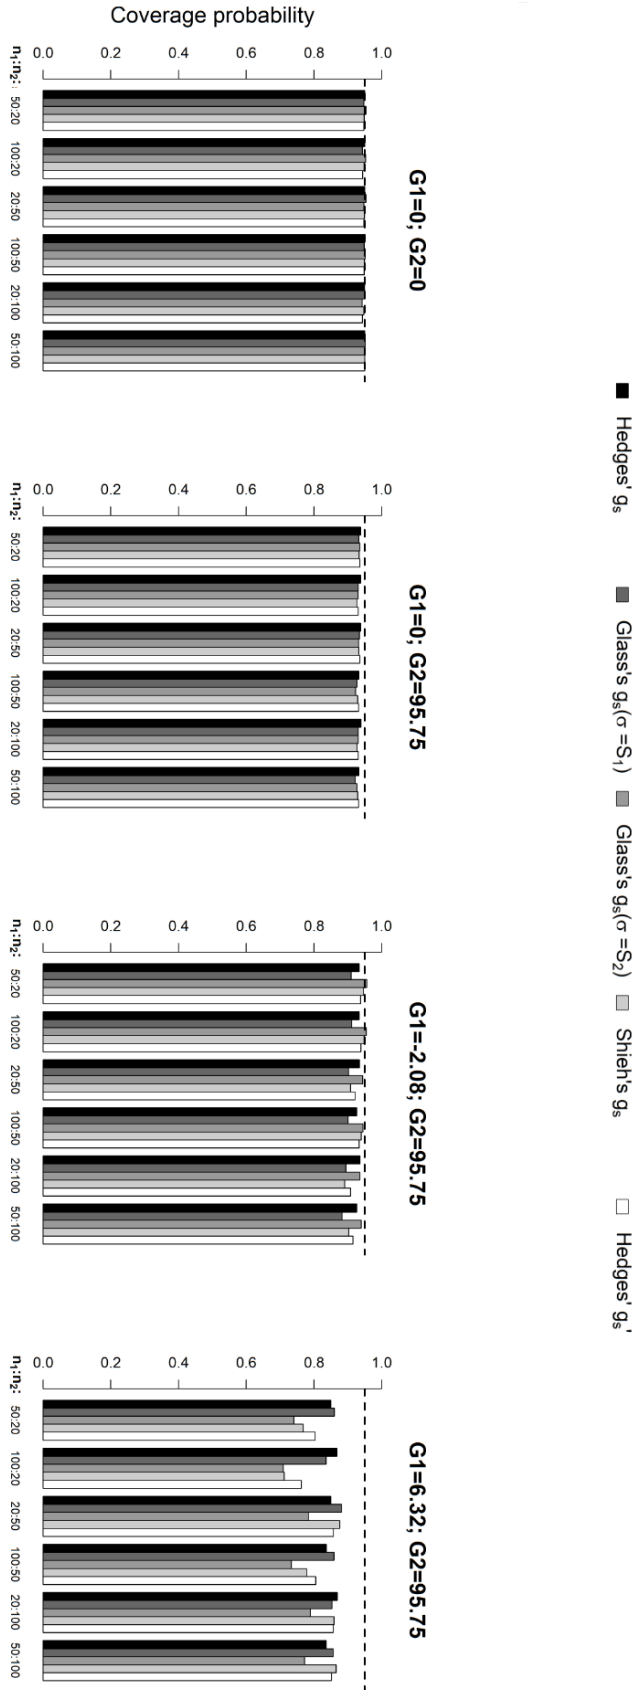 Coverage probability
0.0 0.2 0.4 0.6 0.8 1.0
G1=0; G2=0
n₁:n₂: 50:20 100:20 20:50 100:50 20:100 50:100
0.0 0.2 0.4 0.6 0.8 1.0
G1=0; G2=95.75
n₁:n₂: 50:20 100:20 20:50 100:50 20:100 50:100
0.0 0.2 0.4 0.6 0.8 1.0
G1=-2.08; G2=95.75
n₁:n₂: 50:20 100:20 20:50 100:50 20:100 50:100
0.0 0.2 0.4 0.6 0.8 1.0
G1=6.32; G2=95.75
n₁:n₂: 50:20 100:20 20:50 100:50 20:100 50:100
Hedges' gₛ Glass's gₛ(σ =S₁) Glass's gₛ(σ =S₂) Shieh's gₛ Hedges' gₛ'